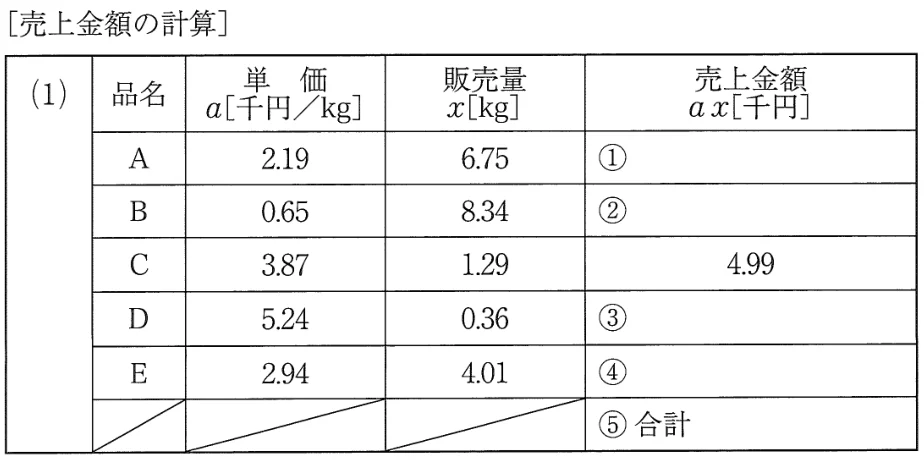 [売上金額の計算]
(1) 品名 単価 a[千円／kg] 販売量 x[kg] 売上金額 a x[千円]
A 2.19 6.75 ①
B 0.65 8.34 ②
C 3.87 1.29 4.99
D 5.24 0.36 ③
E 2.94 4.01 ④
⑤合計